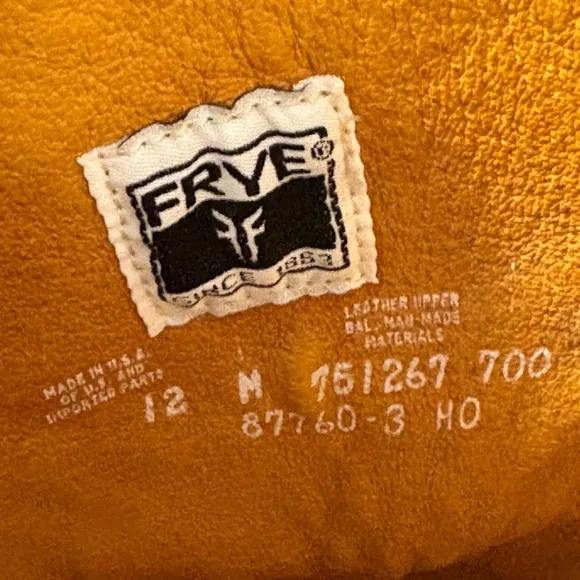 FRYE®
SINCE 1863
LEATHER UPPER
BAL. MAN-MADE
MATERIALS
MADE IN U.S.A.
OF U.S. AND
IMPORTED PARTS
12 M 751267 700
87760-3 HO